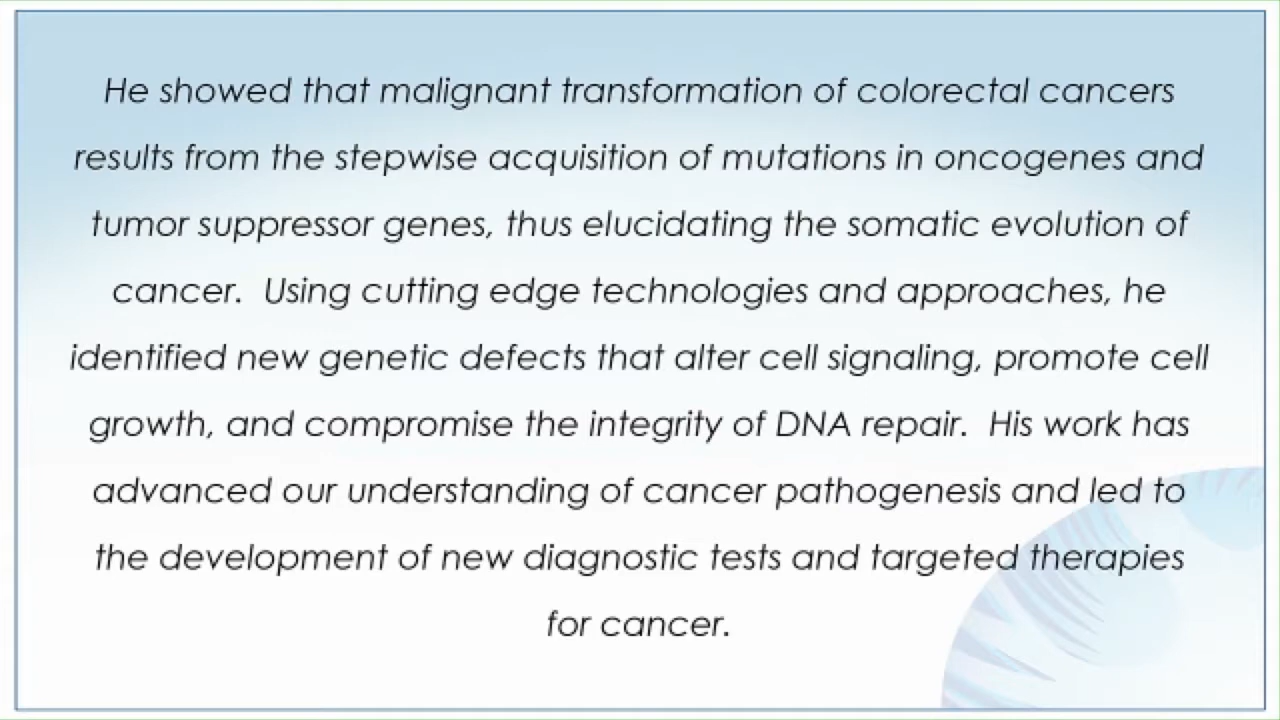 He showed that malignant transformation of colorectal cancers
results from the stepwise acquisition of mutations in oncogenes and
tumor suppressor genes, thus elucidating the somatic evolution of
cancer.  Using cutting edge technologies and approaches, he
identified new genetic defects that alter cell signaling, promote cell
growth, and compromise the integrity of DNA repair.  His work has
advanced our understanding of cancer pathogenesis and led to
the development of new diagnostic tests and targeted therapies
for cancer.